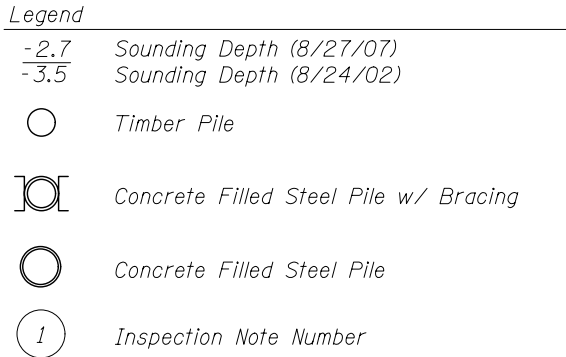 Legend
-2.7 Sounding Depth (8/27/07)
-3.5 Sounding Depth (8/24/02)
Timber Pile
Concrete Filled Steel Pile w/ Bracing
Concrete Filled Steel Pile
1 Inspection Note Number